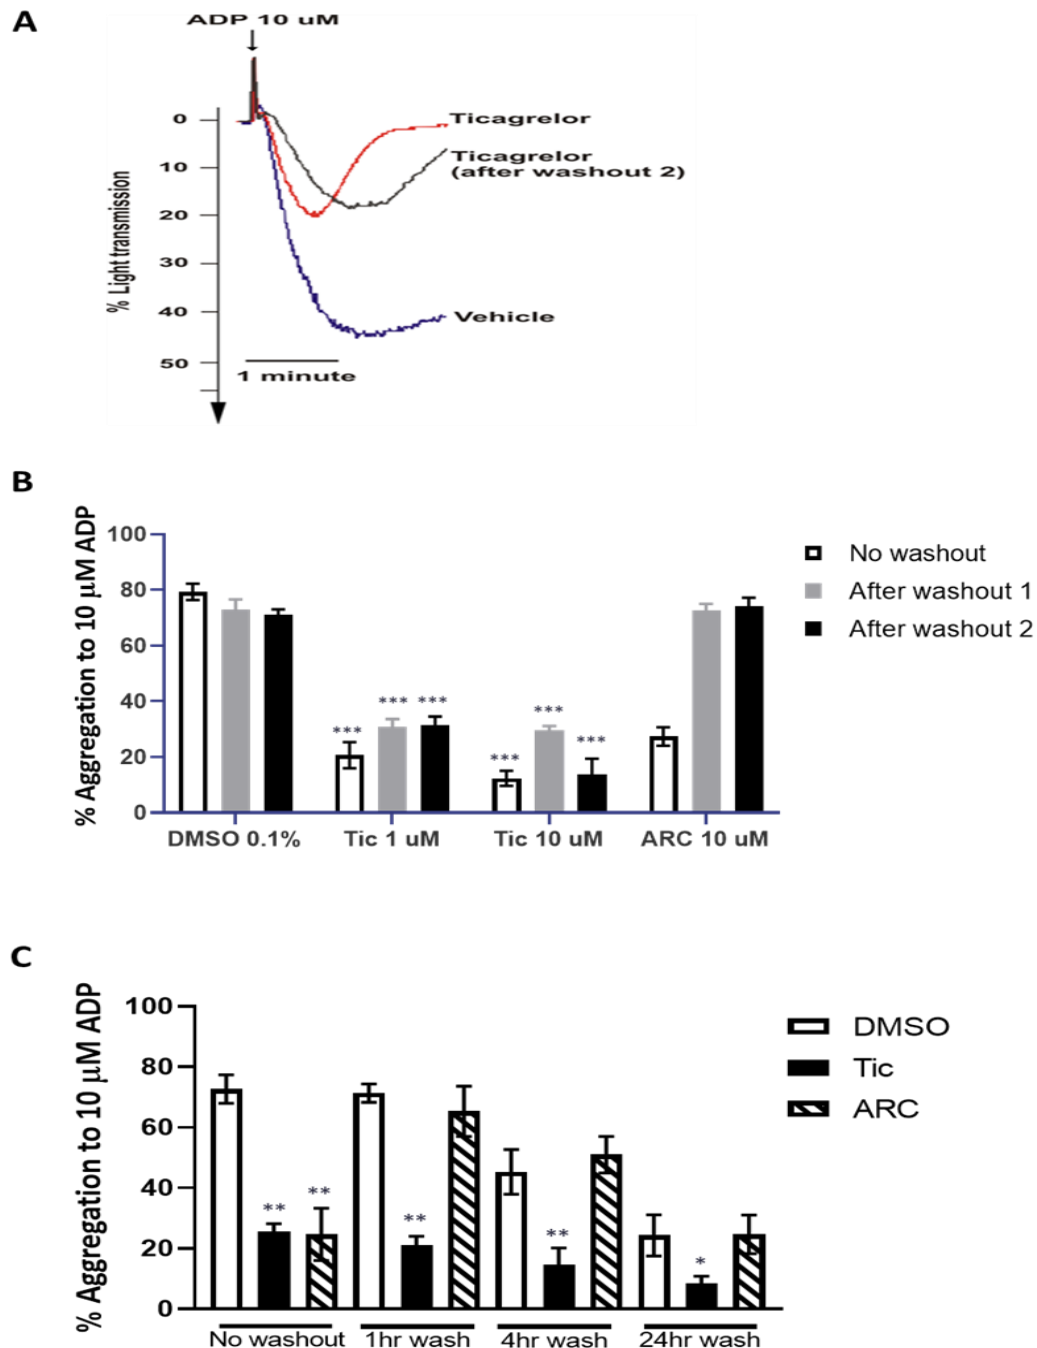 A
ADP 10 uM
0
10
20
30
40
50
% Light transmission
Ticagrelor
Ticagrelor
(after washout 2)
Vehicle
1 minute
B
% Aggregation to 10 μM ADP
100
80
60
40
20
0
*** *** ***
*** *** ***
DMSO 0.1% Tic 1 uM Tic 10 uM ARC 10 uM
No washout
After washout 1
After washout 2
C
% Aggregation to 10 μM ADP
100
80
60
40
20
0
** ** ** ** *
No washout 1hr wash 4hr wash 24hr wash
DMSO
Tic
ARC